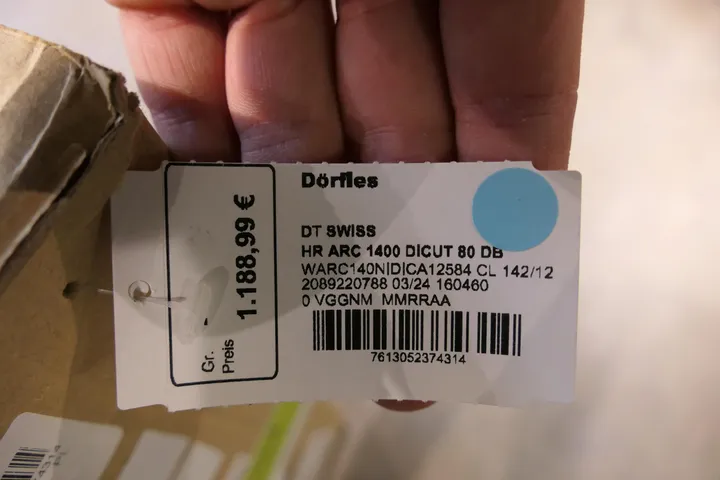 Dörfles
DT SWISS
HR ARC 1400 DICUT 80 DB
WARC140NIDICA12584 CL 142/12
2089220788 03/24 160460
0 VGGNM MMRRAA
7613052374314
Gr. -
Preis 1.188,99 €
4314